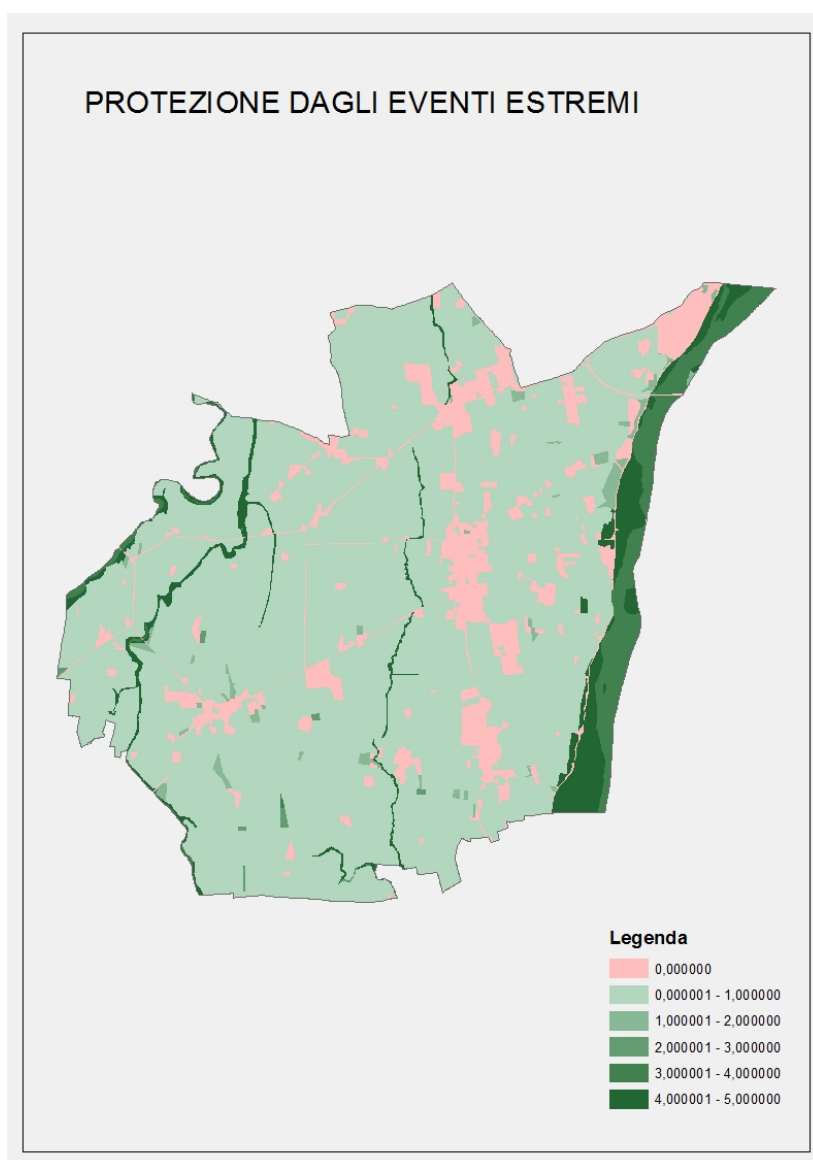 PROTEZIONE DAGLI EVENTI ESTREMI
Legenda
0,000000
0,000001 - 1,000000
1,000001 - 2,000000
2,000001 - 3,000000
3,000001 - 4,000000
4,000001 - 5,000000